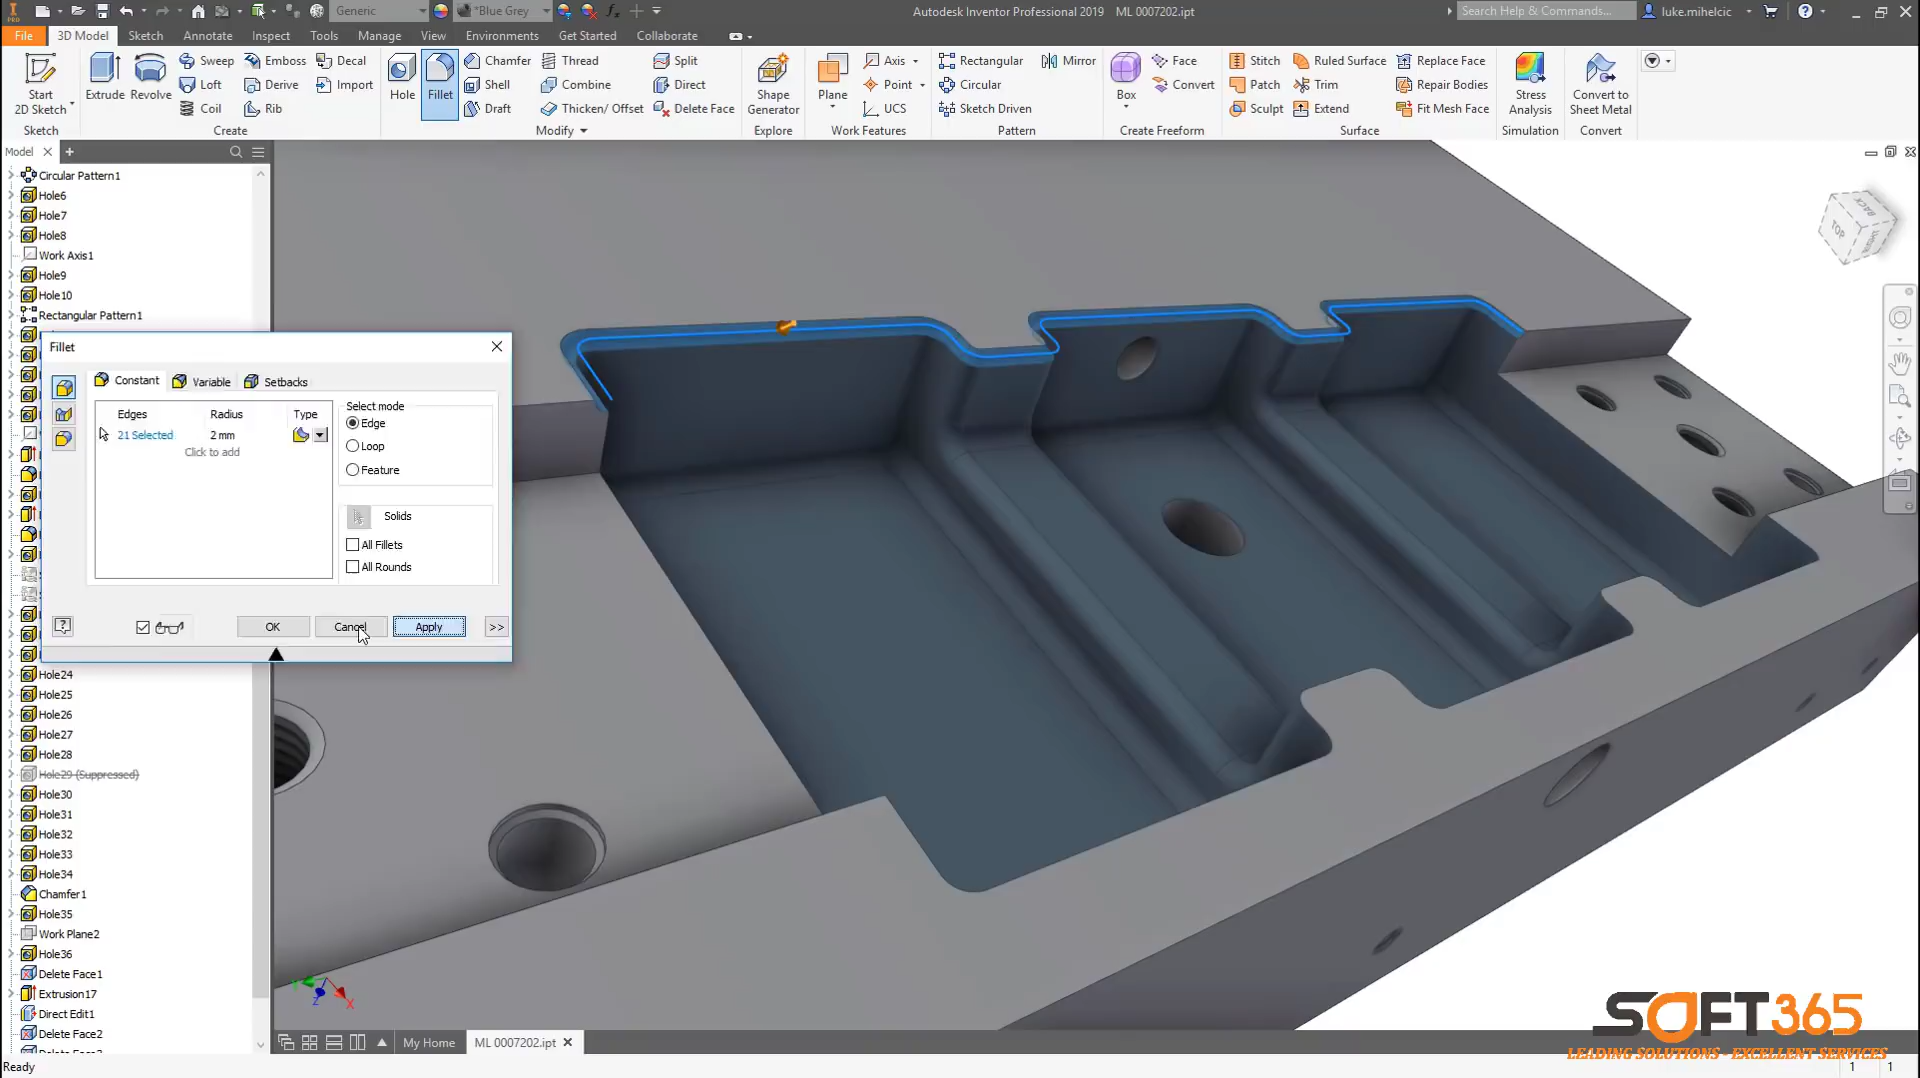 Generic
*Blue Grey
Autodesk Inventor Professional 2019 ML 0007202.ipt
Search Help & Commands...
luke.mihelcic
PRO
File 3D Model Sketch Annotate Inspect Tools Manage View Environments Get Started Collaborate
Sweep Emboss Decal Chamfer Thread Split Axis Rectangular Mirror Face Stitch Ruled Surface Replace Face
Start 2D Sketch Extrude Revolve Loft Derive Import Hole Fillet Shell Combine Direct Shape Generator Plane Point Circular Box Convert Patch Trim Repair Bodies Stress Analysis Convert to Sheet Metal
Coil Rib Draft Thicken/ Offset Delete Face UCS Sketch Driven Sculpt Extend Fit Mesh Face
Sketch Create Modify Explore Work Features Pattern Create Freeform Surface Simulation Convert
Model
Circular Pattern1
Hole6
Hole7
Hole8
Work Axis1
Hole9
Hole10
Rectangular Pattern1
Fillet
Constant Variable Setbacks
Edges Radius Type
21 Selected 2 mm
Click to add
Select mode
Edge
Loop
Feature
Solids
All Fillets
All Rounds
OK Cancel Apply >>
Hole24
Hole25
Hole26
Hole27
Hole28
Hole29 (Suppressed)
Hole30
Hole31
Hole32
Hole33
Hole34
Chamfer1
Hole35
Work Plane2
Hole36
Delete Face1
Extrusion17
Direct Edit1
Delete Face2
TOP
BACK
Z
X
My Home ML 0007202.ipt
Ready
1 1
SOFT365
LEADING SOLUTIONS - EXCELLENT SERVICES